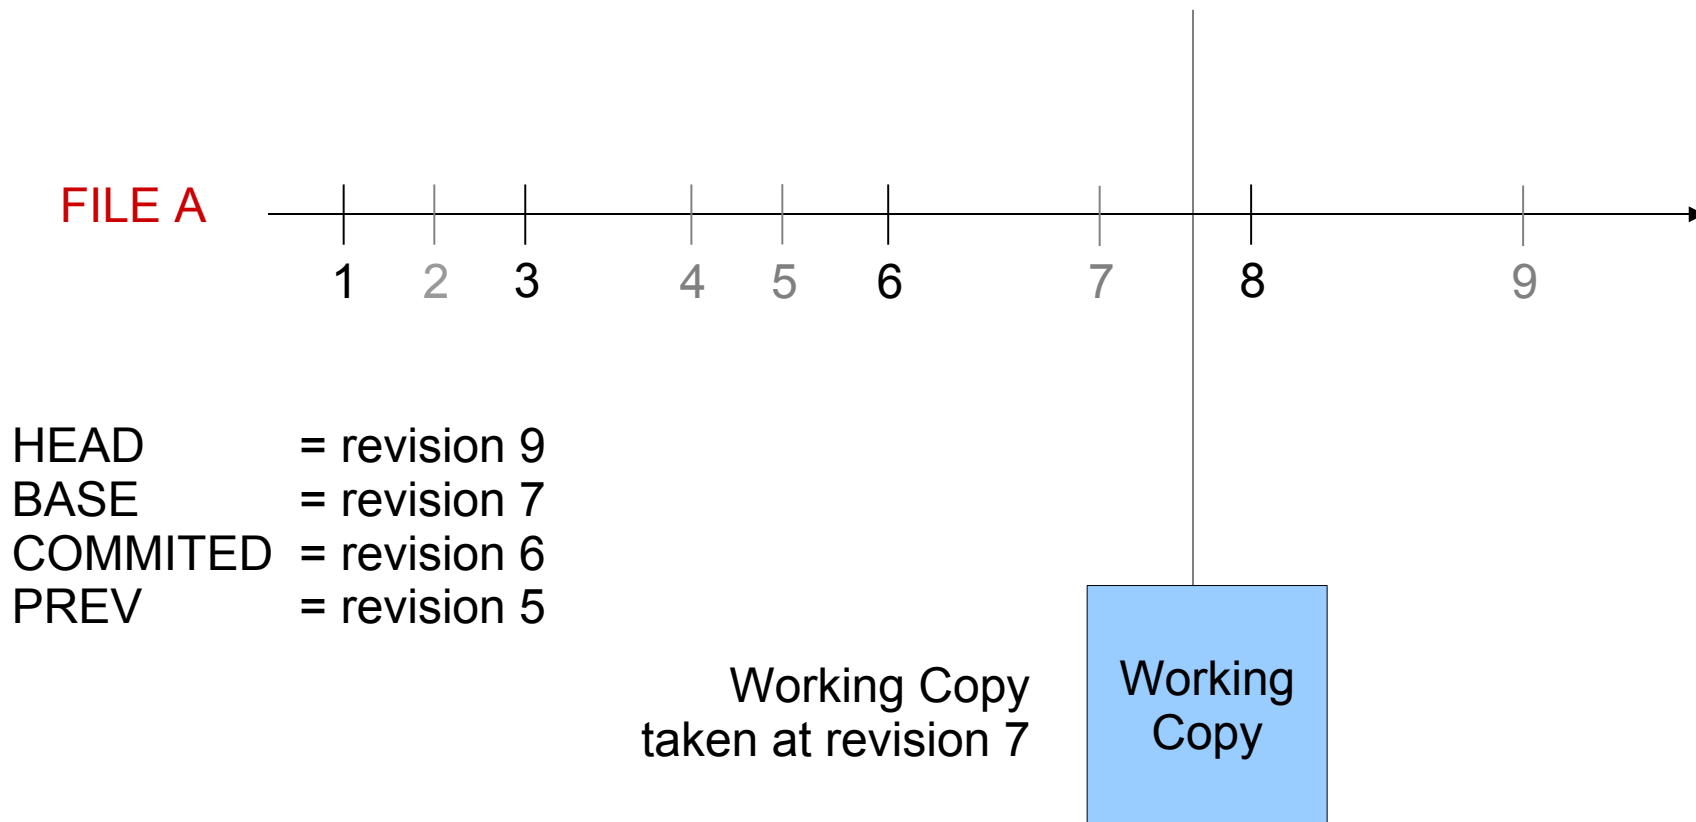 FILE A
1 2 3 4 5 6 7 8 9
HEAD = revision 9
BASE = revision 7
COMMITED = revision 6
PREV = revision 5
Working Copy
taken at revision 7
Working
Copy